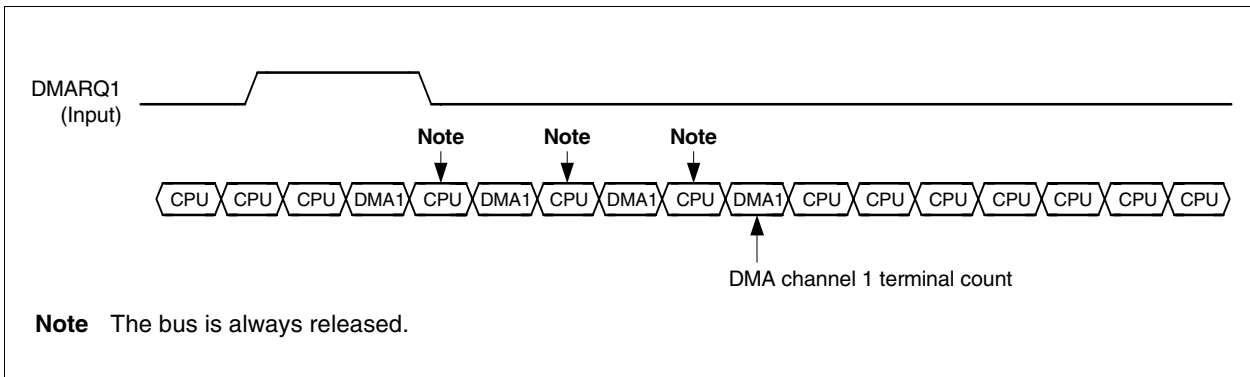 DMARQ1
(Input)
Note Note Note
CPU CPU CPU DMA1 CPU DMA1 CPU DMA1 CPU DMA1 CPU CPU CPU CPU CPU CPU CPU
DMA channel 1 terminal count
Note The bus is always released.